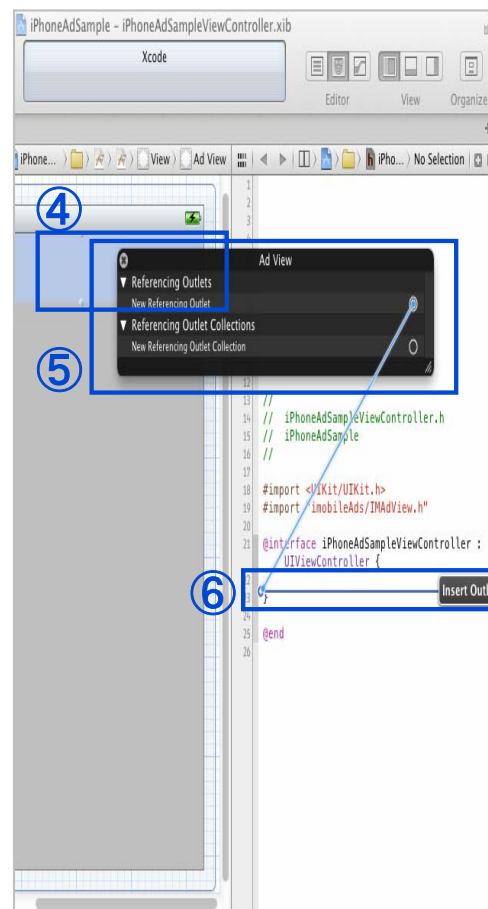 iPhoneAdSample - iPhoneAdSampleViewController.xib
Xcode
Editor
View
Organize
iPhone...
View
Ad View
iPho...
No Selection
④
1
2
3
Ad View
Referencing Outlets
New Referencing Outlet
Referencing Outlet Collections
New Referencing Outlet Collection
⑤
12
13 //
14 // iPhoneAdSampleViewController.h
15 // iPhoneAdSample
16 //
17
18 #import <UIKit/UIKit.h>
19 #import "imobileAds/IMAdView.h"
20
21 @interface iPhoneAdSampleViewController :
UIViewController {
⑥
Insert Outl
}
24
25 @end
26